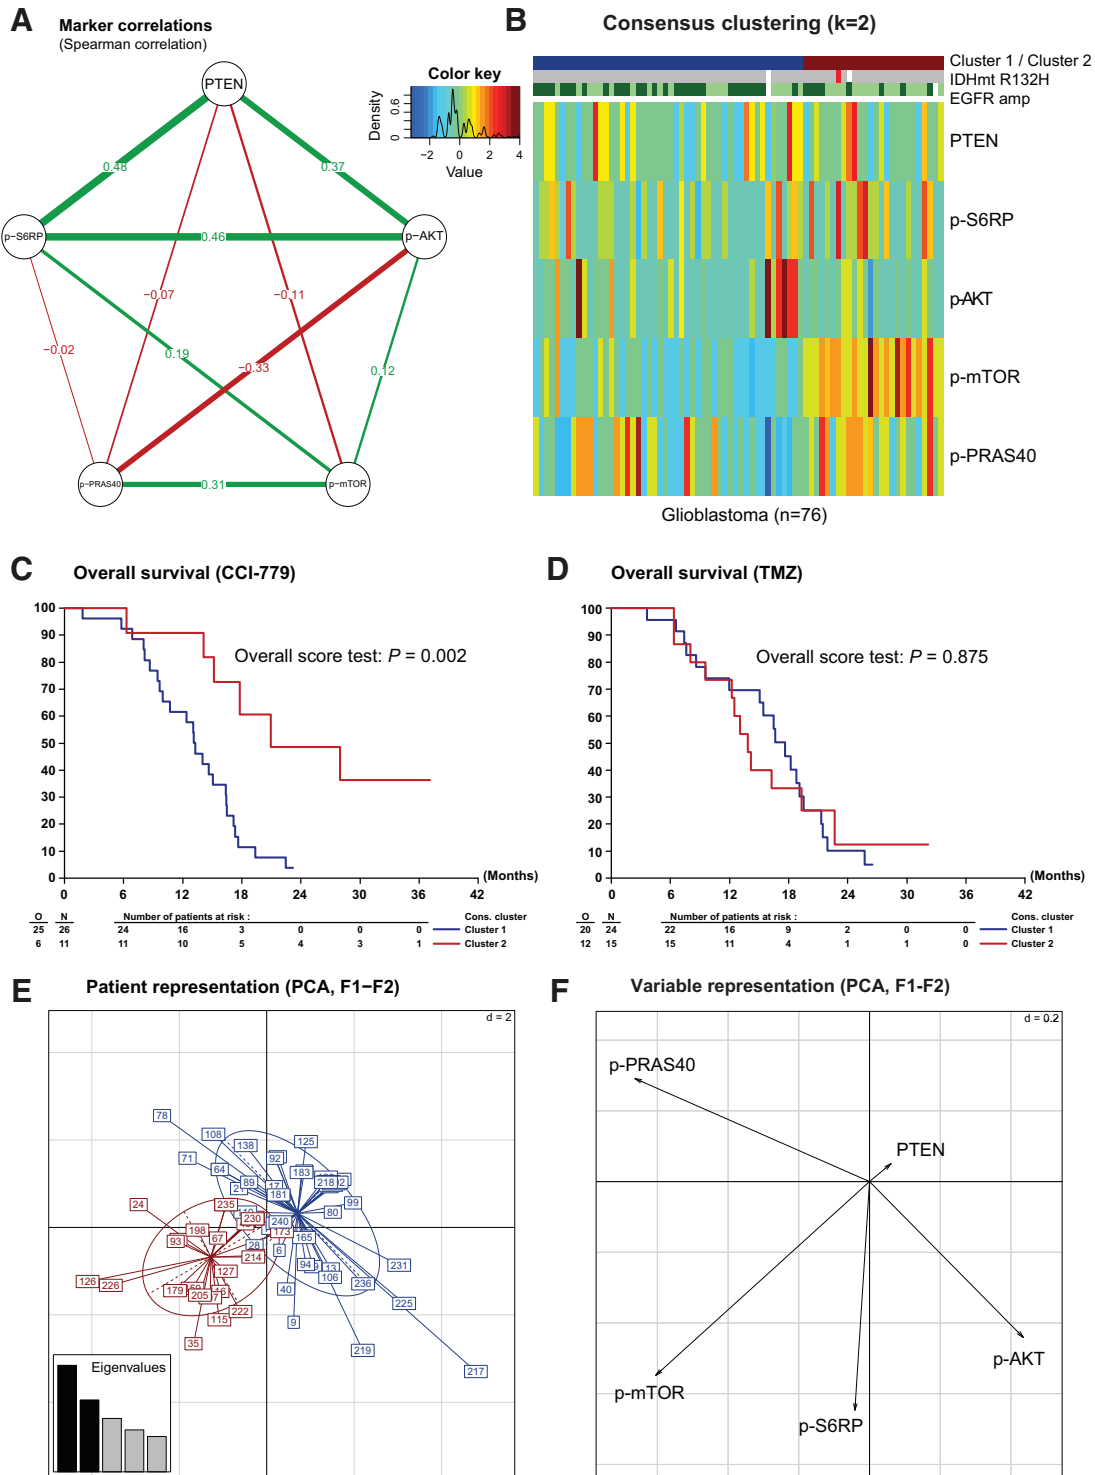 A
Marker correlations
(Spearman correlation)
PTEN
p−S6RP
p−AKT
p−PRAS40
p−mTOR
0.48
0.37
0.46
−0.07
−0.11
−0.02
0.19
−0.33
0.12
0.31
Color key
Density
0 0.6
−2 0 2 4
Value
B
Consensus clustering (k=2)
Cluster 1 / Cluster 2
IDHmt R132H
EGFR amp
PTEN
p-S6RP
p-AKT
p-mTOR
p-PRAS40
Glioblastoma (n=76)
C
Overall survival (CCI-779)
Overall score test: P = 0.002
100
90
80
70
60
50
40
30
20
10
0
0 6 12 18 24 30 36 42
(Months)
O N Number of patients at risk : Cons. cluster
25 26 24 16 3 0 0 0 Cluster 1
6 11 11 10 5 4 3 1 Cluster 2
D
Overall survival (TMZ)
Overall score test: P = 0.875
100
90
80
70
60
50
40
30
20
10
0
0 6 12 18 24 30 36 42
(Months)
O N Number of patients at risk : Cons. cluster
20 24 22 16 9 2 0 0 Cluster 1
12 15 15 11 4 1 1 0 Cluster 2
E
Patient representation (PCA, F1−F2)
d = 2
78
108
138
125
71
64
92
183
89
218
17
181
99
24
235
80
230
240
198
173
93
67
165
28
6
214
231
94
13
127
106
126
226
236
40
179
205
225
222
115
9
35
219
217
Eigenvalues
F
Variable representation (PCA, F1-F2)
d = 0.2
p-PRAS40
PTEN
p-AKT
p-mTOR
p-S6RP